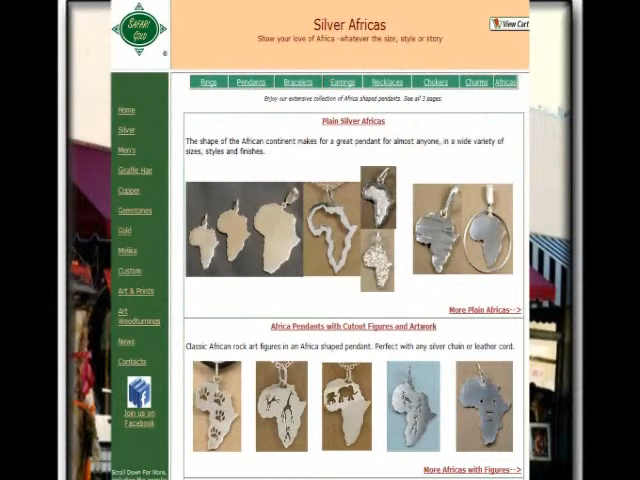 SAFARI
GOLD
®
Silver Africas
Show your love of Africa -whatever the size, style or story
View Cart
Rings
Pendants
Bracelets
Earrings
Necklaces
Chokers
Charms
Africas
Enjoy our extensive collection of Africa shaped pendants. See all 3 pages.
Home
Silver
Men's
Giraffe Hair
Copper
Gemstones
Gold
Melika
Custom
Art & Prints
Art
Woodturnings
News
Contacts
Join us on
Facebook
Scroll Down For More,
Plain Silver Africas
The shape of the African continent makes for a great pendant for almost anyone, in a wide variety of
sizes, styles and finishes.
More Plain Africas-->
Africa Pendants with Cutout Figures and Artwork
Classic African rock art figures in an Africa shaped pendant. Perfect with any silver chain or leather cord.
More Africas with Figures-->